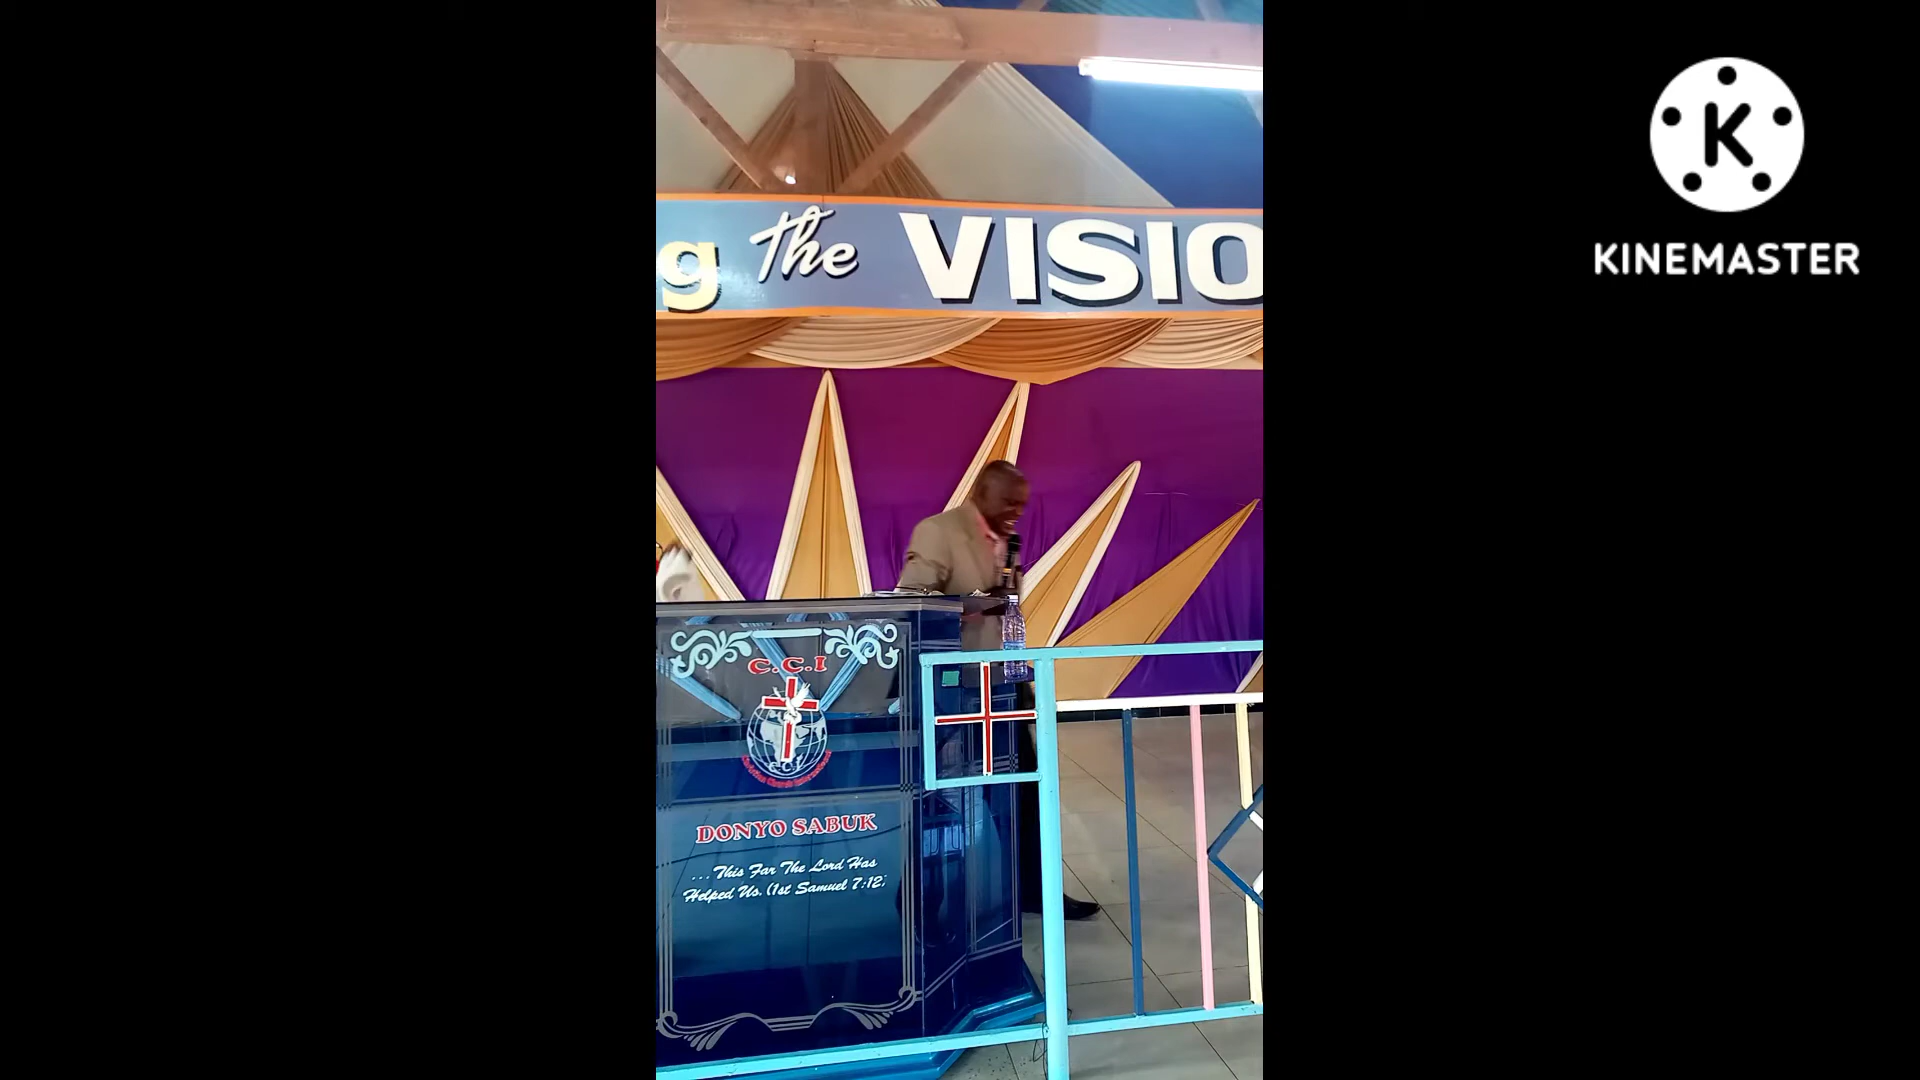 g the VISIO
KINEMASTER
C.C.I
C.C.I
DONYO SABUK
...This Far The Lord Has
Helped Us. (1st Samuel 7:12)